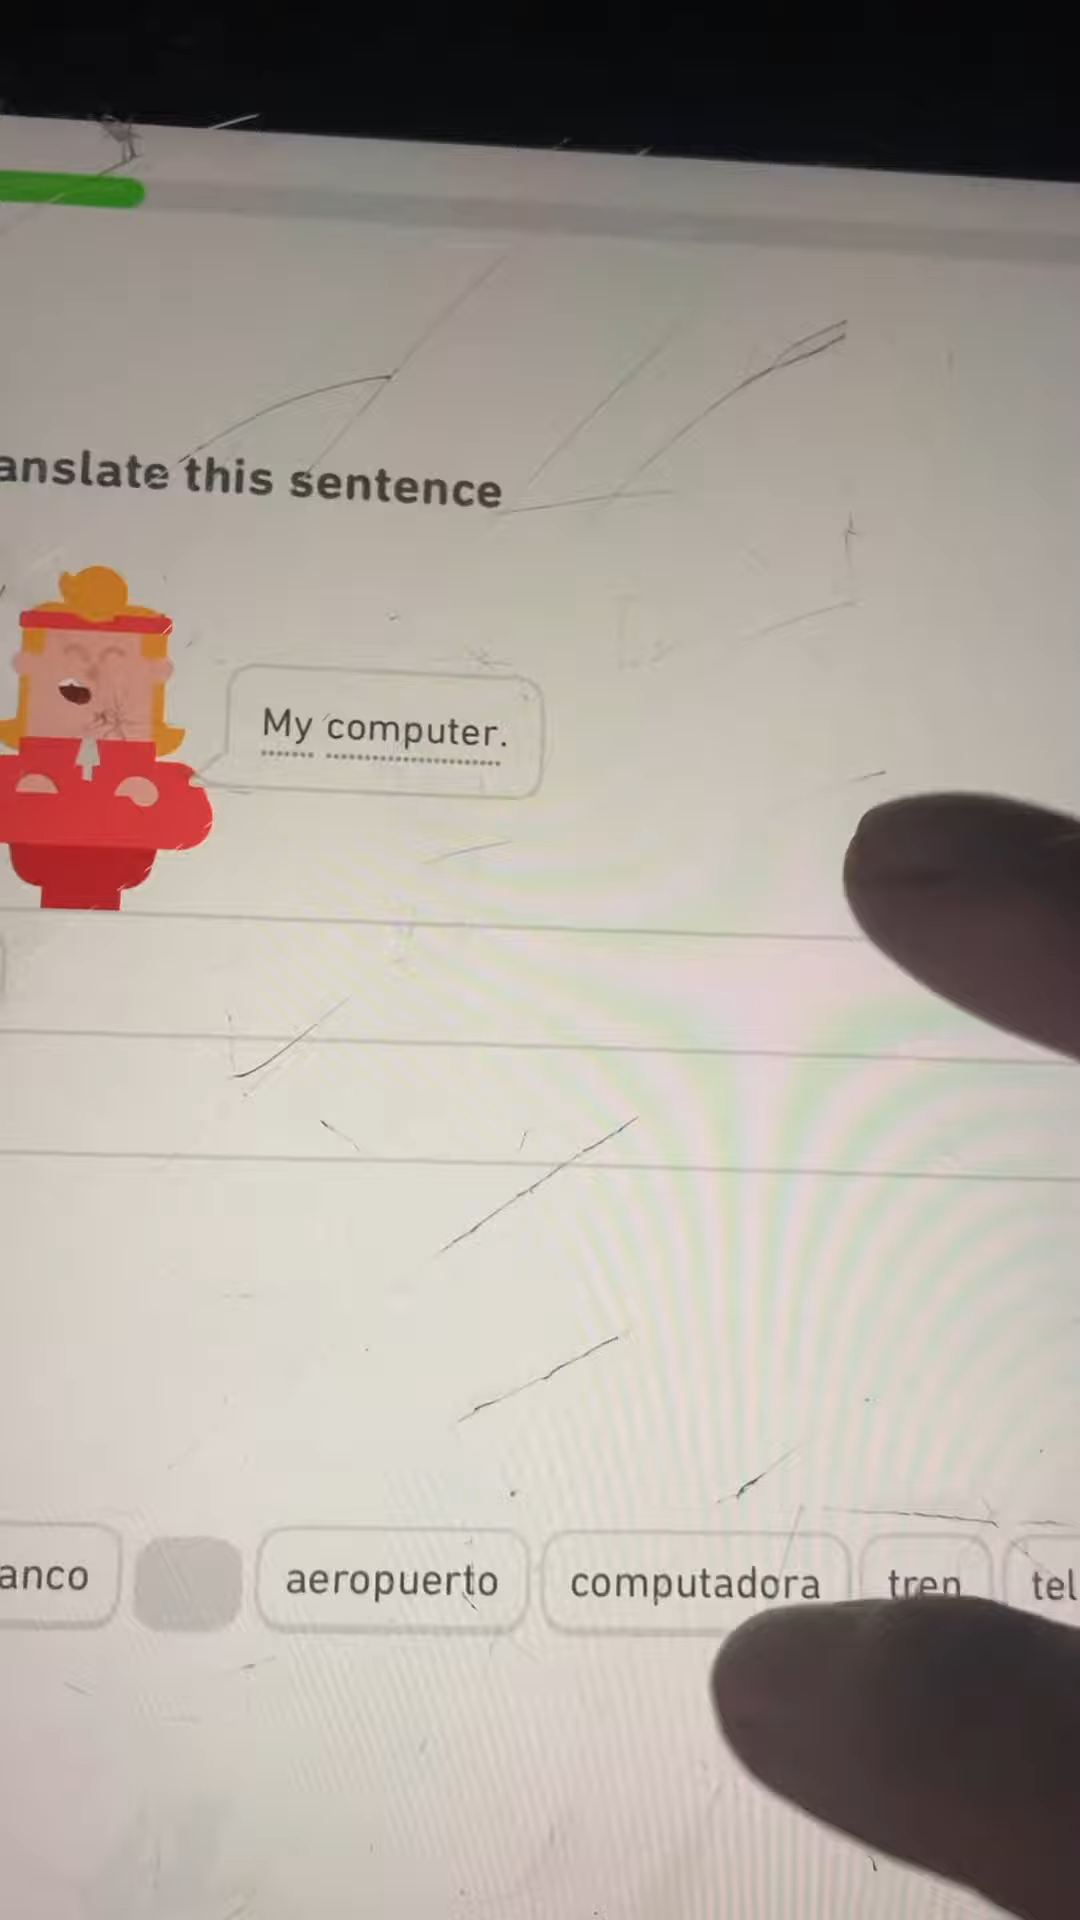 anslate this sentence
My computer.
anco
aeropuerto
computadora
tren
tel